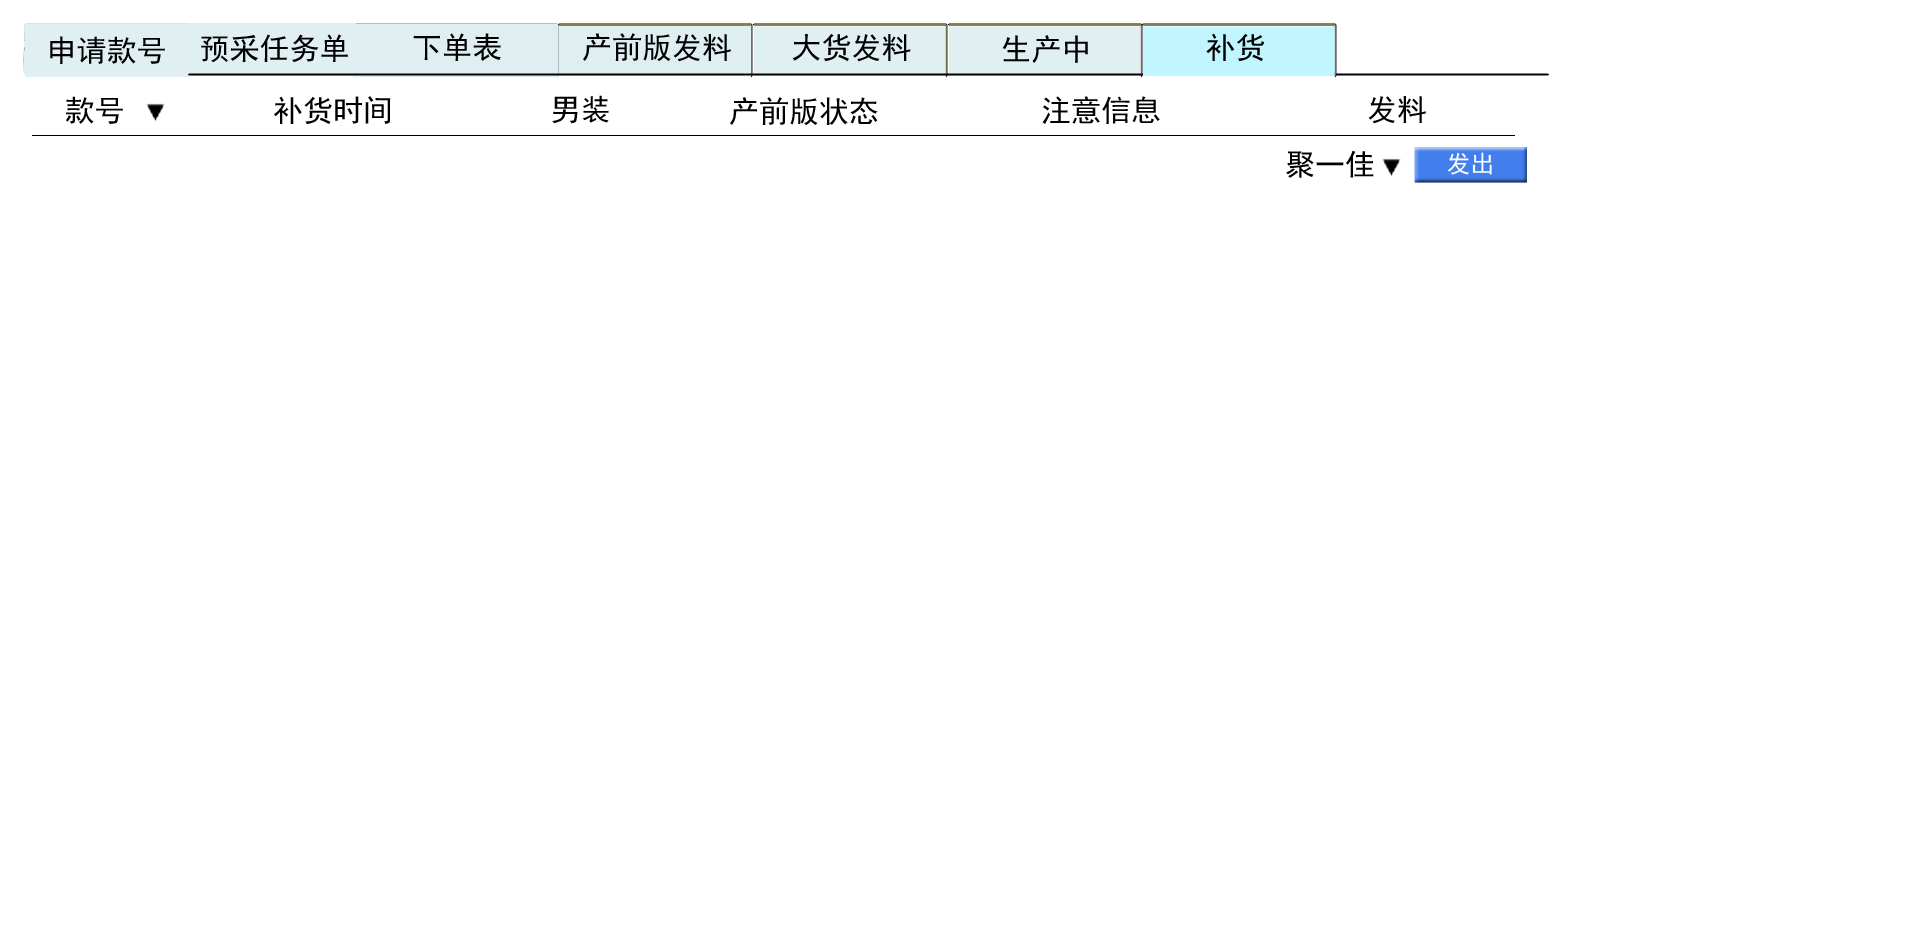 申请款号 预采任务单 下单表 产前版发料 大货发料 生产中 补货
款号 ▼ 补货时间 男装 产前版状态 注意信息 发料
聚一佳 ▼ 发出